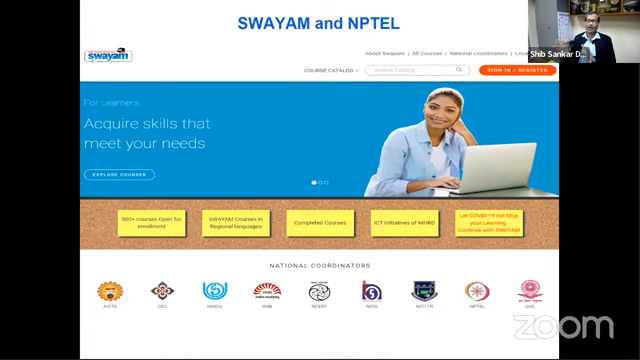 SWAYAM and NPTEL
Shib Sankar D...
swayam
About Swayam | All Courses | National Coordinators | Loc
COURSE CATALOG
Search Catalog...
SIGN-IN / REGISTER
For Learners
Acquire skills that
meet your needs
EXPLORE COURSES
500+ courses Open for
enrollment
SWAYAM Courses in
Regional languages
Completed Courses
ICT Initiatives of MHRD
Let COVID-19 not Stop
your Learning.
Continue with SWAYAM
NATIONAL COORDINATORS
AICTE
CEC
IGNOU
IIMB
NCERT
NIOS
NITTTR
NPTEL
UGC
zoom